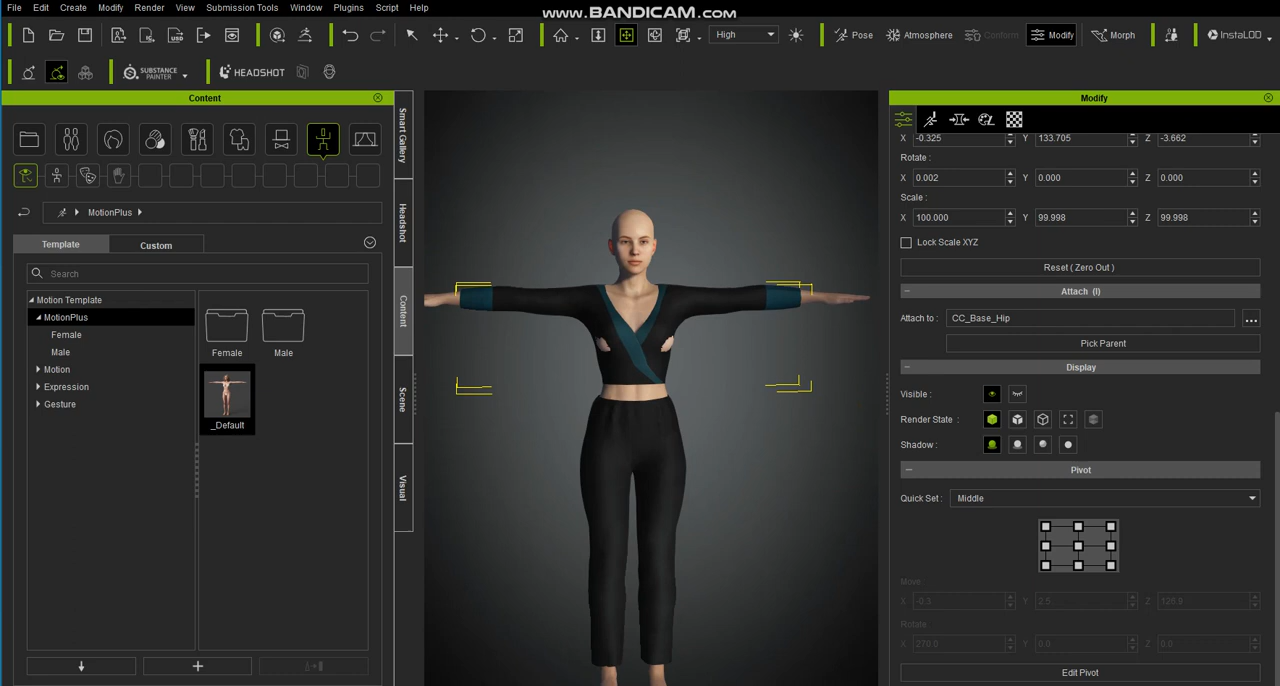 File Edit Create Modify Render View Submission Tools Window Plugins Script Help
www.BANDICAM.com
High Pose Atmosphere Conform Modify Morph InstaLOD
SUBSTANCE PAINTER HEADSHOT
Content
MotionPlus
Template Custom
Search
Motion Template
MotionPlus
Female
Male
Motion
Expression
Gesture
Female Male
_Default
Smart Gallery
Headshot
Content
Scene
Visual
Modify
X -0.325 Y 133.705 Z -3.662
Rotate :
X 0.002 Y 0.000 Z 0.000
Scale :
X 100.000 Y 99.998 Z 99.998
Lock Scale XYZ
Reset ( Zero Out )
Attach (I)
Attach to : CC_Base_Hip ...
Pick Parent
Display
Visible :
Render State :
Shadow :
Pivot
Quick Set : Middle
Move
X -0.3 Y 2.5 Z 126.9
Rotate
X 270.0 Y 0.0 Z 0.0
Edit Pivot